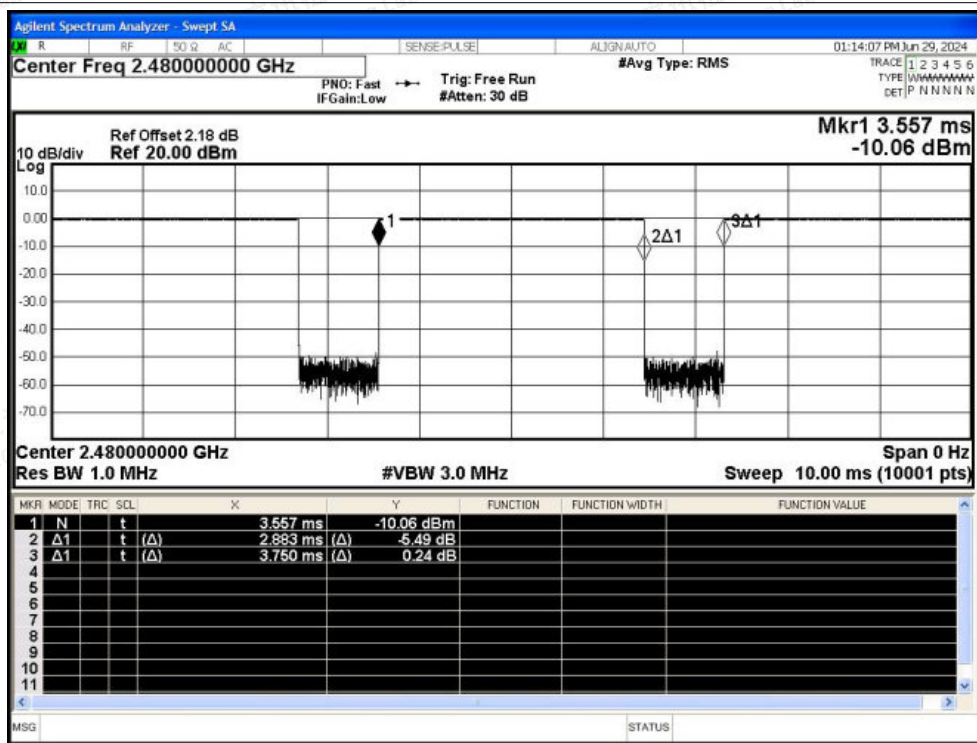 Agilent Spectrum Analyzer - Swept SA
LXI R RF 50 Ω AC SENSE:PULSE ALIGNAUTO 01:14:07 PM Jun 29, 2024
Center Freq 2.480000000 GHz #Avg Type: RMS TRACE 1 2 3 4 5 6
PNO: Fast Trig: Free Run TYPE WWWWWW
IFGain:Low #Atten: 30 dB DET P N N N N N
Ref Offset 2.18 dB Mkr1 3.557 ms
10 dB/div Ref 20.00 dBm -10.06 dBm
Log
10.0
0.00
1
3Δ1
2Δ1
-10.0
-20.0
-30.0
-40.0
-50.0
-60.0
-70.0
Center 2.480000000 GHz Span 0 Hz
Res BW 1.0 MHz #VBW 3.0 MHz Sweep 10.00 ms (10001 pts)
MKR MODE TRC SCL X Y FUNCTION FUNCTION WIDTH FUNCTION VALUE
1 N t 3.557 ms -10.06 dBm
2 Δ1 t (Δ) 2.883 ms (Δ) -5.49 dB
3 Δ1 t (Δ) 3.750 ms (Δ) 0.24 dB
4
5
6
7
8
9
10
11
MSG STATUS